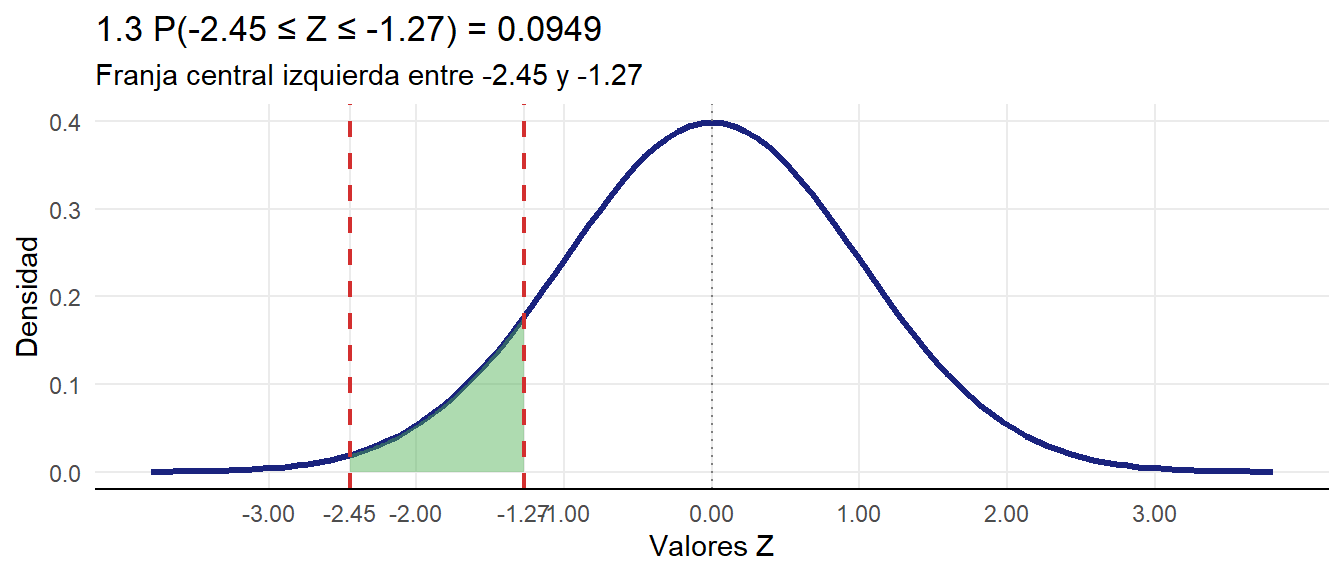 1.3 P(-2.45 ≤ Z ≤ -1.27) = 0.0949
Franja central izquierda entre -2.45 y -1.27
Densidad
0.4
0.3
0.2
0.1
0.0
-3.00 -2.45 -2.00 -1.27 -1.00 0.00 1.00 2.00 3.00
Valores Z